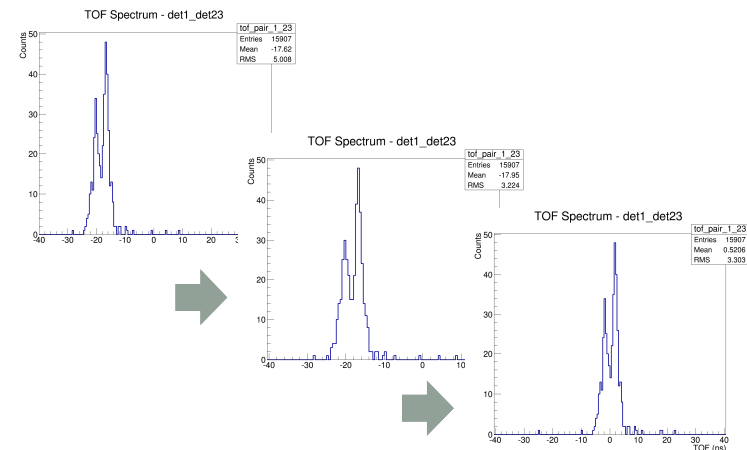 TOF Spectrum - det1_det23
tof_pair_1_23
Entries 15907
Mean -17.62
RMS 5.008
Counts
50
40
30
20
10
0
-40 -30 -20 -10 0 10 20
TOF Spectrum - det1_det23
tof_pair_1_23
Entries 15907
Mean -17.95
RMS 3.224
Counts
50
40
30
20
10
0
-40 -30 -20 -10 0 10
TOF Spectrum - det1_det23
tof_pair_1_23
Entries 15907
Mean 0.5206
RMS 3.303
Counts
50
40
30
20
10
0
-40 -30 -20 -10 0 10 20 30 40
TOF (ns)